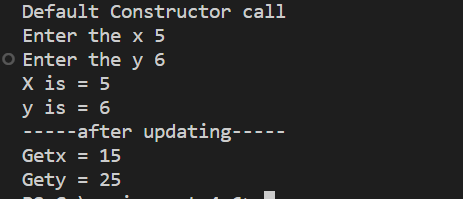 Default Constructor call
Enter the x 5
Enter the y 6
X is = 5
y is = 6
-----after updating-----
Getx = 15
Gety = 25